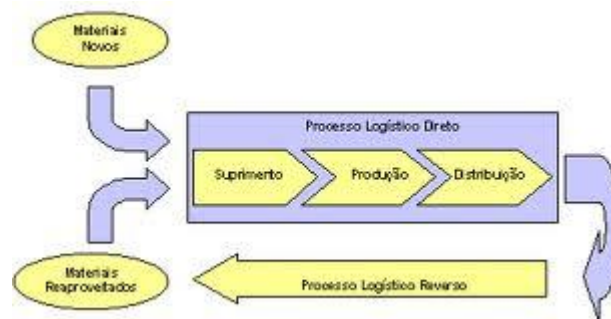 Materiais
Novos
Processo Logístico Direto
Suprimento
Produção
Distribuição
Materiais
Reaproveitados
Processo Logístico Reverso